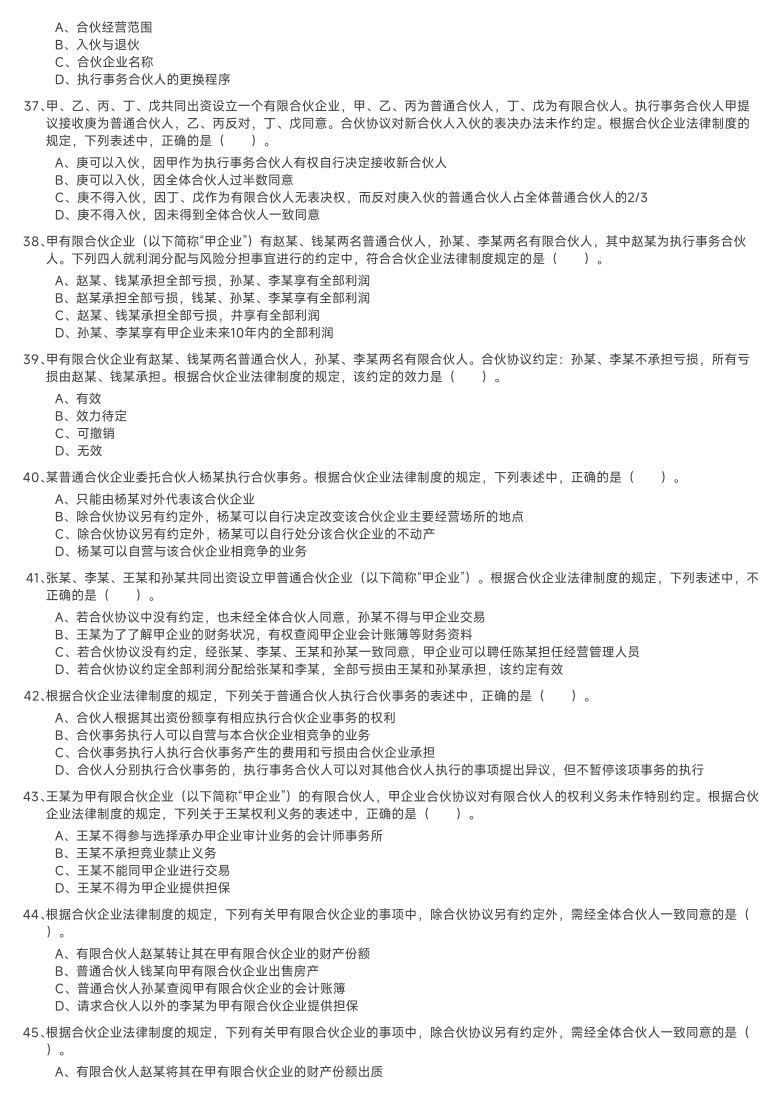 A、合伙经营范围
B、入伙与退伙
C、合伙企业名称
D、执行事务合伙人的更换程序
37、甲、乙、丙、丁、戊共同出资设立一个有限合伙企业，甲、乙、丙为普通合伙人，丁、戊为有限合伙人。执行事务合伙人甲提
议接收庚为普通合伙人，乙、丙反对，丁、戊同意。合伙协议对新合伙人入伙的表决办法未作约定。根据合伙企业法律制度的
规定，下列表述中，正确的是（　　）。
A、庚可以入伙，因甲作为执行事务合伙人有权自行决定接收新合伙人
B、庚可以入伙，因全体合伙人过半数同意
C、庚不得入伙，因丁、戊作为有限合伙人无表决权，而反对庚入伙的普通合伙人占全体普通合伙人的2/3
D、庚不得入伙，因未得到全体合伙人一致同意
38、甲有限合伙企业（以下简称“甲企业”）有赵某、钱某两名普通合伙人，孙某、李某两名有限合伙人，其中赵某为执行事务合伙
人。下列四人就利润分配与风险分担事宜进行的约定中，符合合伙企业法律制度规定的是（　　）。
A、赵某、钱某承担全部亏损，孙某、李某享有全部利润
B、赵某承担全部亏损，钱某、孙某、李某享有全部利润
C、赵某、钱某承担全部亏损，并享有全部利润
D、孙某、李某享有甲企业未来10年内的全部利润
39、甲有限合伙企业有赵某、钱某两名普通合伙人，孙某、李某两名有限合伙人。合伙协议约定：孙某、李某不承担亏损，所有亏
损由赵某、钱某承担。根据合伙企业法律制度的规定，该约定的效力是（　　）。
A、有效
B、效力待定
C、可撤销
D、无效
40、某普通合伙企业委托合伙人杨某执行合伙事务。根据合伙企业法律制度的规定，下列表述中，正确的是（　　）。
A、只能由杨某对外代表该合伙企业
B、除合伙协议另有约定外，杨某可以自行决定改变该合伙企业主要经营场所的地点
C、除合伙协议另有约定外，杨某可以自行处分该合伙企业的不动产
D、杨某可以自营与该合伙企业相竞争的业务
41、张某、李某、王某和孙某共同出资设立甲普通合伙企业（以下简称“甲企业”）。根据合伙企业法律制度的规定，下列表述中，不
正确的是（　　）。
A、若合伙协议中没有约定，也未经全体合伙人同意，孙某不得与甲企业交易
B、王某为了了解甲企业的财务状况，有权查阅甲企业会计账簿等财务资料
C、若合伙协议没有约定，经张某、李某、王某和孙某一致同意，甲企业可以聘任陈某担任经营管理人员
D、若合伙协议约定全部利润分配给张某和李某，全部亏损由王某和孙某承担，该约定有效
42、根据合伙企业法律制度的规定，下列关于普通合伙人执行合伙事务的表述中，正确的是（　　）。
A、合伙人根据其出资份额享有相应执行合伙企业事务的权利
B、合伙事务执行人可以自营与本合伙企业相竞争的业务
C、合伙事务执行人执行合伙事务产生的费用和亏损由合伙企业承担
D、合伙人分别执行合伙事务的，执行事务合伙人可以对其他合伙人执行的事项提出异议，但不暂停该项事务的执行
43、王某为甲有限合伙企业（以下简称“甲企业”）的有限合伙人，甲企业合伙协议对有限合伙人的权利义务未作特别约定。根据合伙
企业法律制度的规定，下列关于王某权利义务的表述中，正确的是（　　）。
A、王某不得参与选择承办甲企业审计业务的会计师事务所
B、王某不承担竞业禁止义务
C、王某不能同甲企业进行交易
D、王某不得为甲企业提供担保
44、根据合伙企业法律制度的规定，下列有关甲有限合伙企业的事项中，除合伙协议另有约定外，需经全体合伙人一致同意的是（
）。
A、有限合伙人赵某转让其在甲有限合伙企业的财产份额
B、普通合伙人钱某向甲有限合伙企业出售房产
C、普通合伙人孙某查阅甲有限合伙企业的会计账簿
D、请求合伙人以外的李某为甲有限合伙企业提供担保
45、根据合伙企业法律制度的规定，下列有关甲有限合伙企业的事项中，除合伙协议另有约定外，需经全体合伙人一致同意的是（
）。
A、有限合伙人赵某将其在甲有限合伙企业的财产份额出质